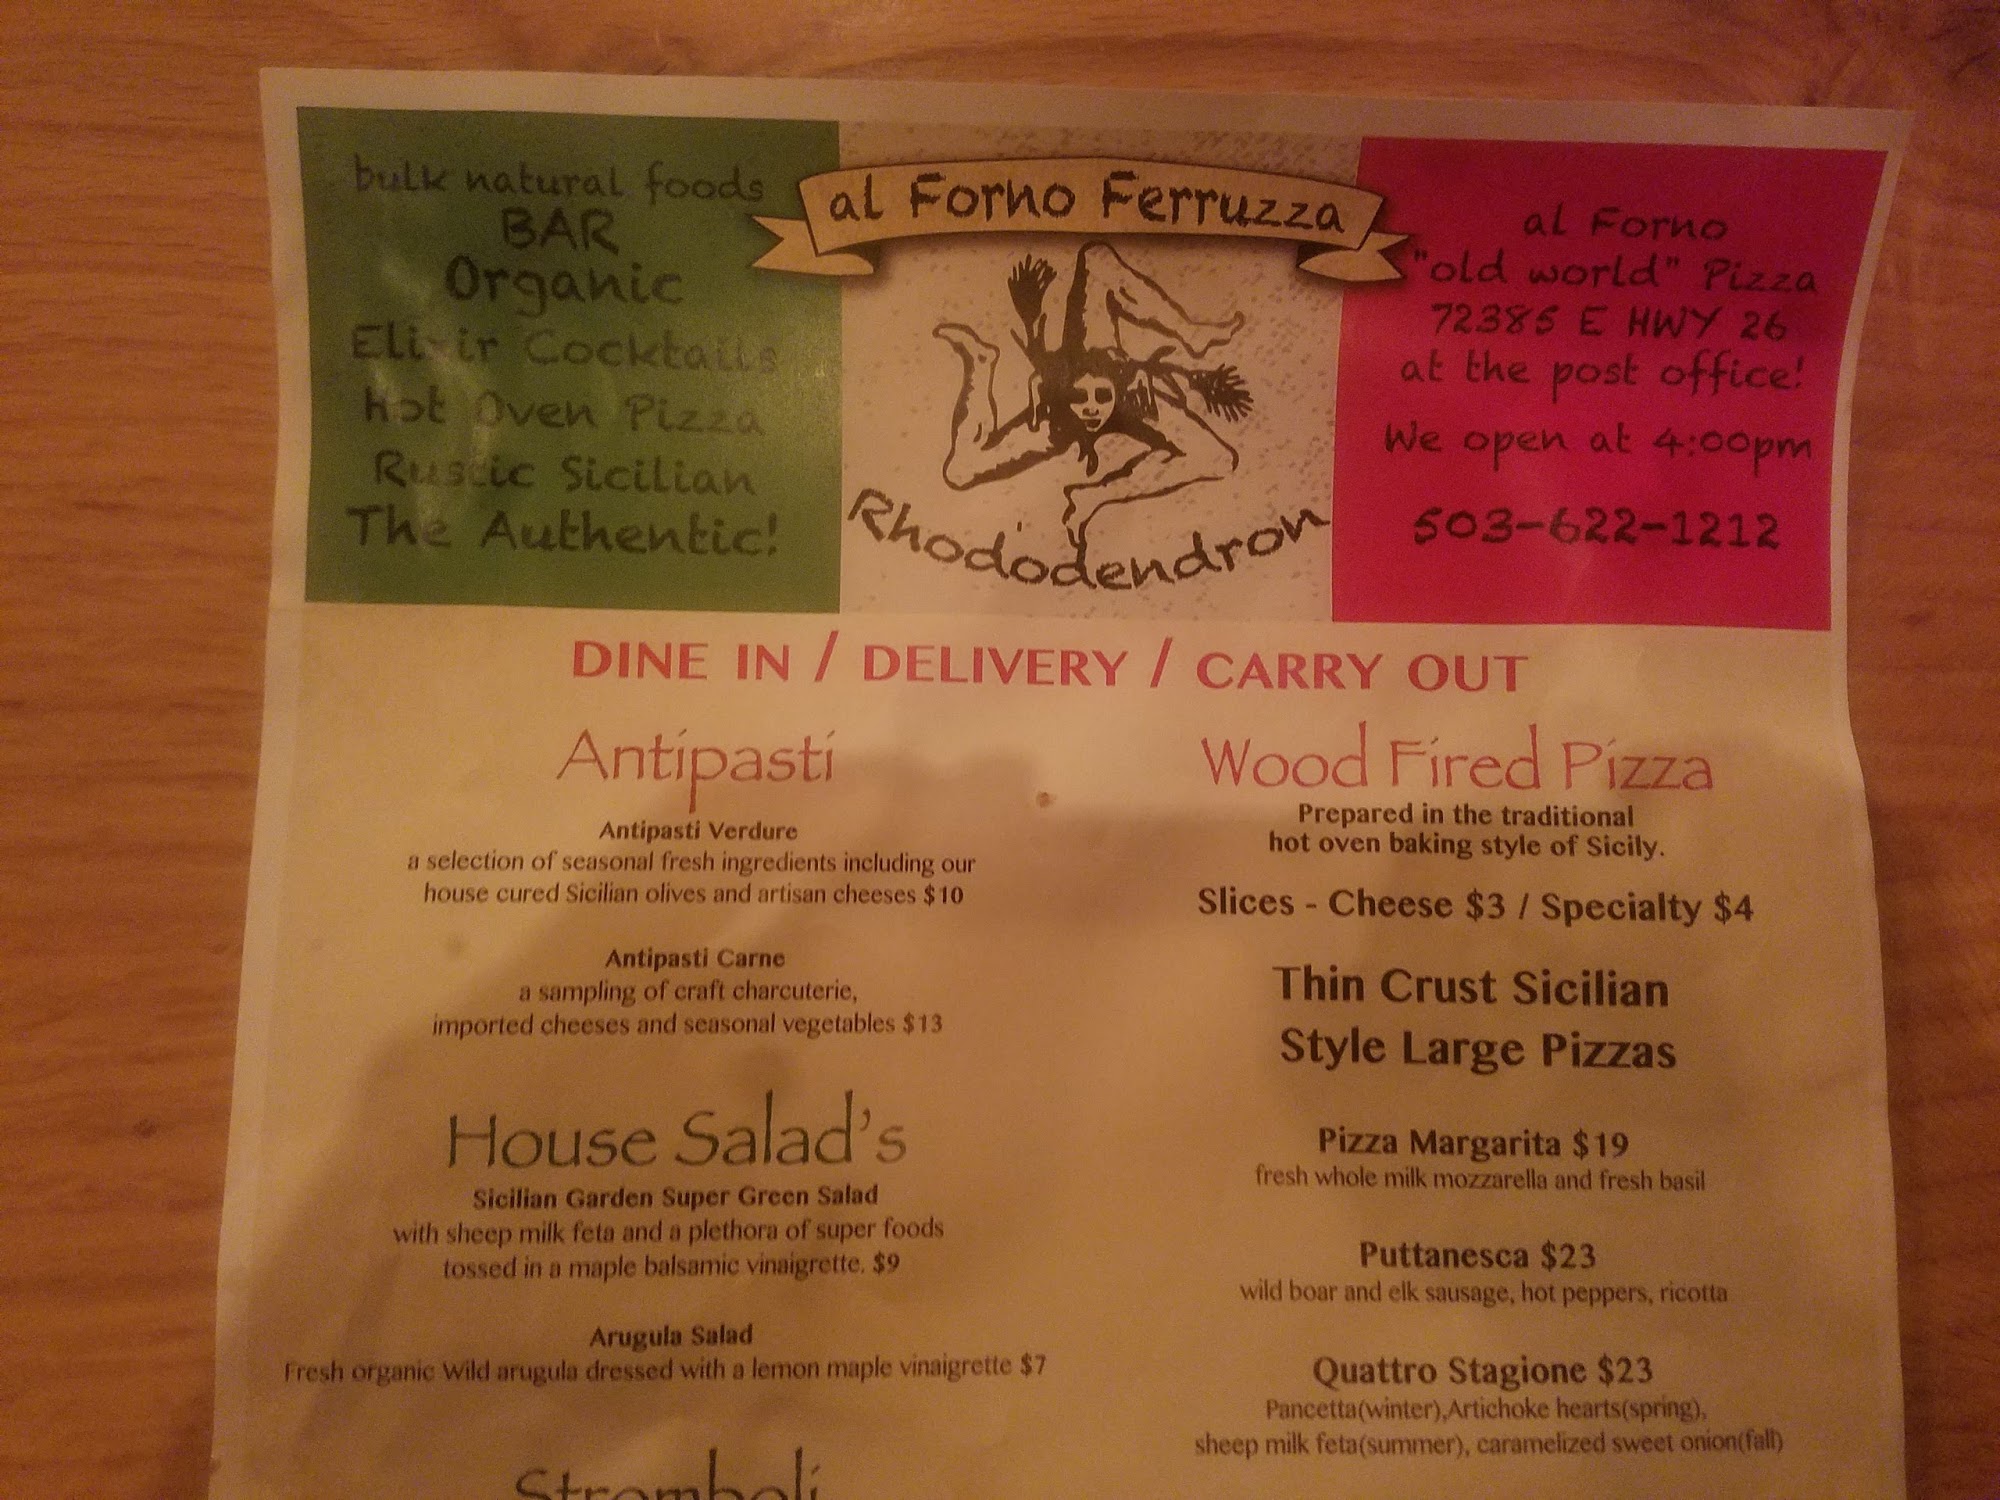 bulk natural foods
BAR
Organic
Elixir Cocktails
Hot Oven Pizza
Rustic Sicilian
The Authentic!
al Forno Ferruzza
Rhododendron
al Forno
"old world" Pizza
72385 E HWY 26
at the post office!
We open at 4:00pm
503-622-1212
DINE IN / DELIVERY / CARRY OUT
Antipasti
Antipasti Verdure
a selection of seasonal fresh ingredients including our
house cured Sicilian olives and artisan cheeses $10
Antipasti Carne
a sampling of craft charcuterie,
imported cheeses and seasonal vegetables $13
House Salad's
Sicilian Garden Super Green Salad
with sheep milk feta and a plethora of super foods
tossed in a maple balsamic vinaigrette. $9
Arugula Salad
Fresh organic Wild arugula dressed with a lemon maple vinaigrette $7
Stromboli
Wood Fired Pizza
Prepared in the traditional
hot oven baking style of Sicily.
Slices - Cheese $3 / Specialty $4
Thin Crust Sicilian
Style Large Pizzas
Pizza Margarita $19
fresh whole milk mozzarella and fresh basil
Puttanesca $23
wild boar and elk sausage, hot peppers, ricotta
Quattro Stagione $23
Pancetta(winter),Artichoke hearts(spring),
sheep milk feta(summer), caramelized sweet onion(fall)